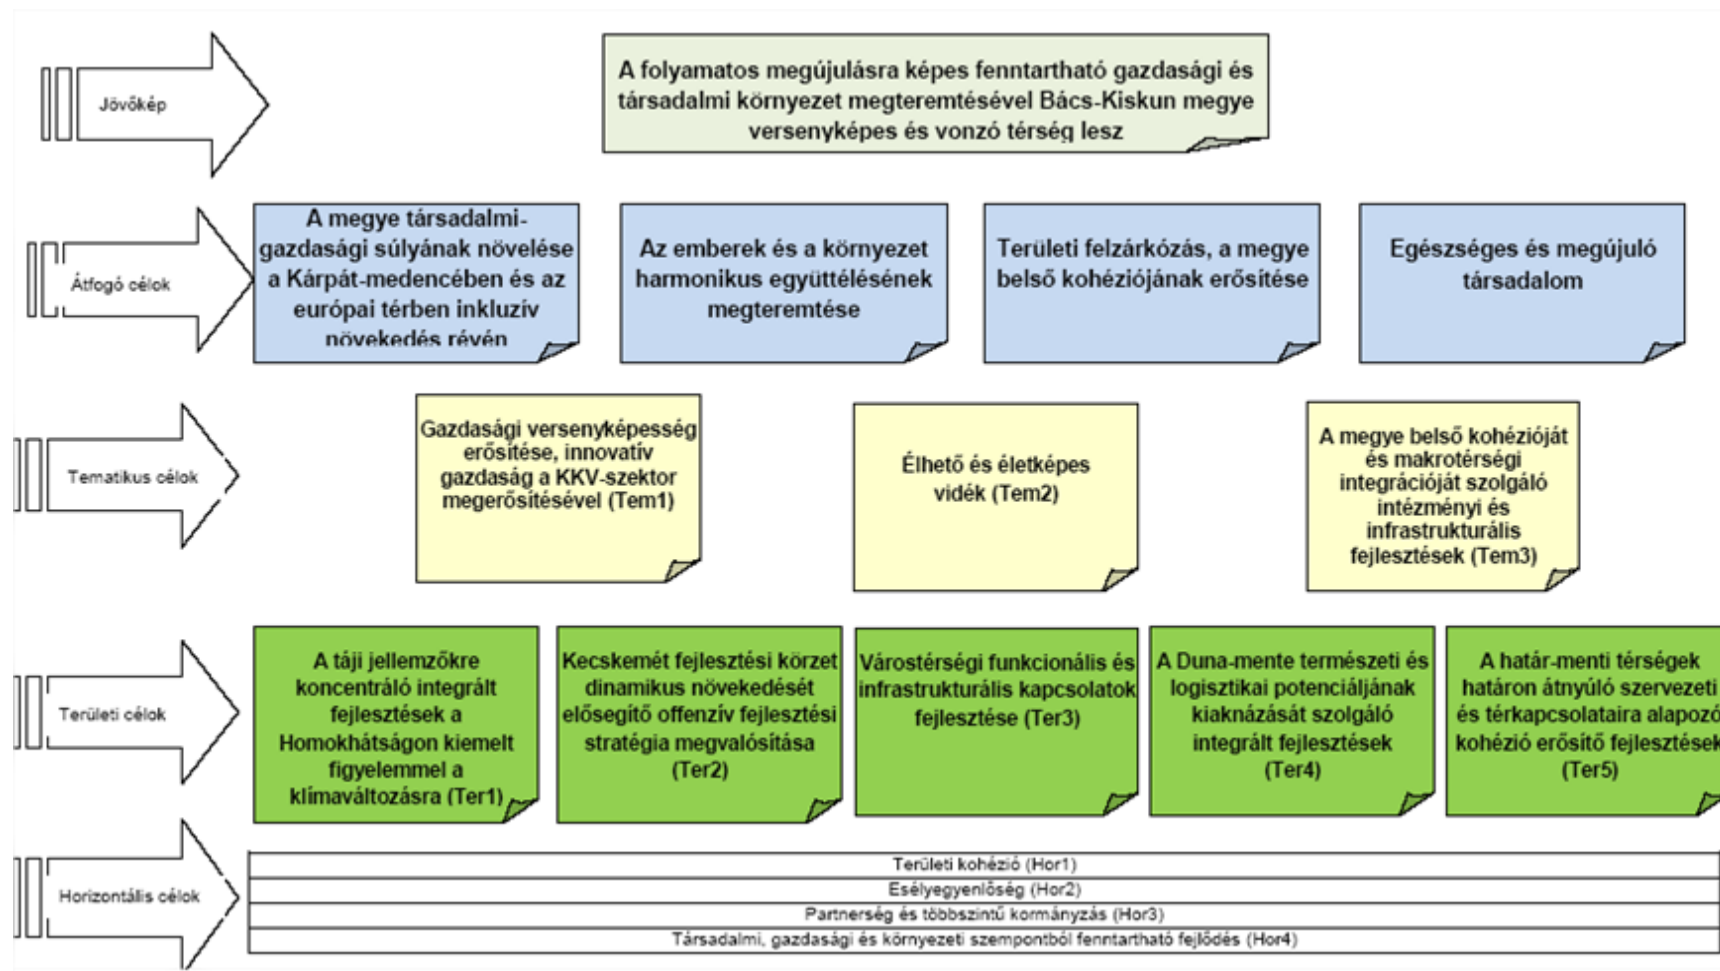 Jövőkép
A folyamatos megújulásra képes fenntartható gazdasági és
társadalmi környezet megteremtésével Bács-Kiskun megye
versenyképes és vonzó térség lesz
Átfogó célok
A megye társadalmi-
gazdasági súlyának növelése
a Kárpát-medencében és az
európai térben inkluzív
növekedés révén
Az emberek és a környezet
harmonikus együttélésének
megteremtése
Területi felzárkózás, a megye
belső kohéziójának erősítése
Egészséges és megújuló
társadalom
Tematikus célok
Gazdasági versenyképesség
erősítése, innovatív
gazdaság a KKV-szektor
megerősítésével (Tem1)
Élhető és életképes
vidék (Tem2)
A megye belső kohézióját
és makrotérségi
integrációját szolgáló
intézményi és
infrastrukturális
fejlesztések (Tem3)
Területi célok
A táji jellemzőkre
koncentráló integrált
fejlesztések a
Homokhátságon kiemelt
figyelemmel a
klímaváltozásra (Ter1)
Kecskemét fejlesztési körzet
dinamikus növekedését
elősegítő offenzív fejlesztési
stratégia megvalósítása
(Ter2)
Várostérségi funkcionális és
infrastrukturális kapcsolatok
fejlesztése (Ter3)
A Duna-mente természeti és
logisztikai potenciáljának
kiaknázását szolgáló
integrált fejlesztések
(Ter4)
A határ-menti térségek
határon átnyúló szervezeti
és térkapcsolataira alapozó
kohézió erősítő fejlesztések
(Ter5)
Horizontális célok
Területi kohézió (Hor1)
Esélyegyenlőség (Hor2)
Partnerség és többszintű kormányzás (Hor3)
Társadalmi, gazdasági és környezeti szempontból fenntartható fejlődés (Hor4)